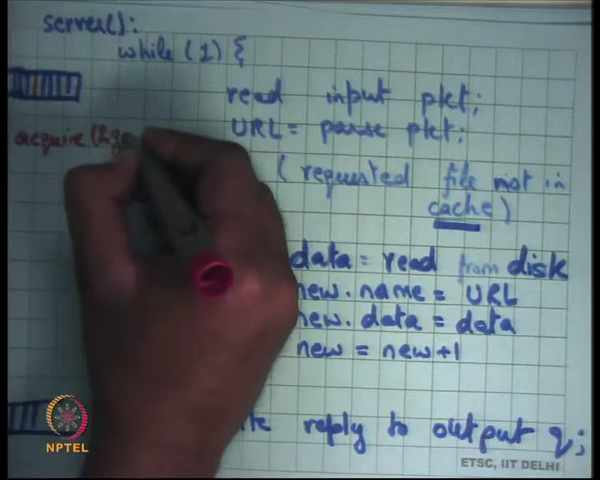 server():
while (1) {
read input pkt;
URL = parse pkt;
acquire (
( requested file not in
cache )
data = read from disk
new.name = URL
new.data = data
new = new+1
reply to output q;
NPTEL
ETSC, IIT DELHI